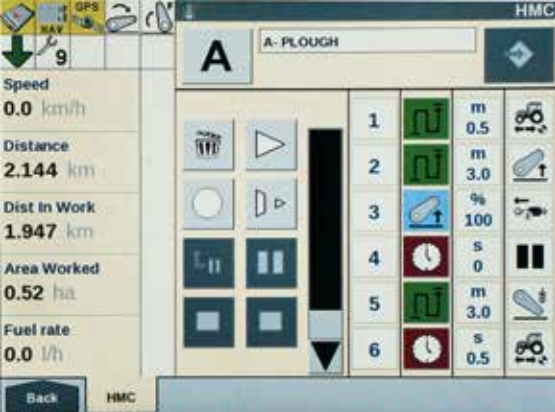 GPS
NAV
9
HMC
A
A- PLOUGH
Speed
0.0 km/h
Distance
2.144 km
Dist In Work
1.947 km
Area Worked
0.52 ha
Fuel rate
0.0 l/h
1 m 0.5
2 m 3.0
3 % 100
4 s 0
5 m 3.0
6 s 0.5
Back
HMC